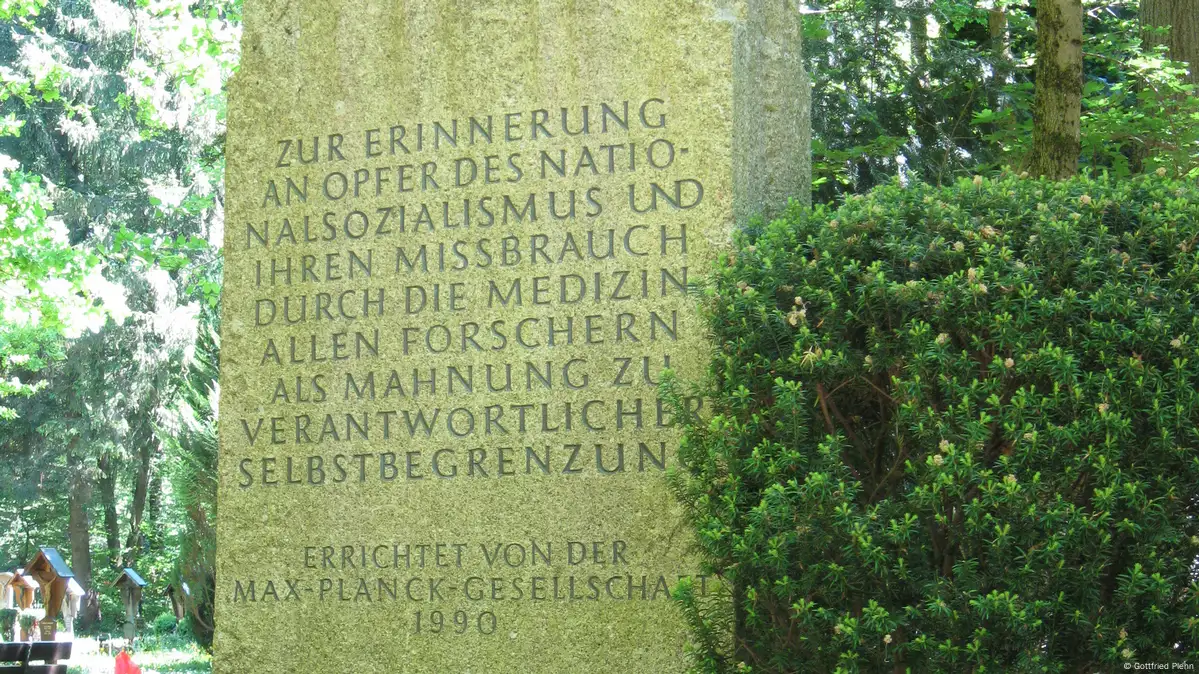 ZUR ERINNERUNG
AN OPFER DES NATIO-
NALSOZIALISMUS UND
IHREN MISSBRAUCH
DURCH DIE MEDIZIN
ALLEN FORSCHERN
ALS MAHNUNG ZU
VERANTWORTLICHER
SELBSTBEGRENZUN
ERRICHTET VON DER
MAX-PLANCK-GESELLSCHAFT
1990
© Gottfried Plehn